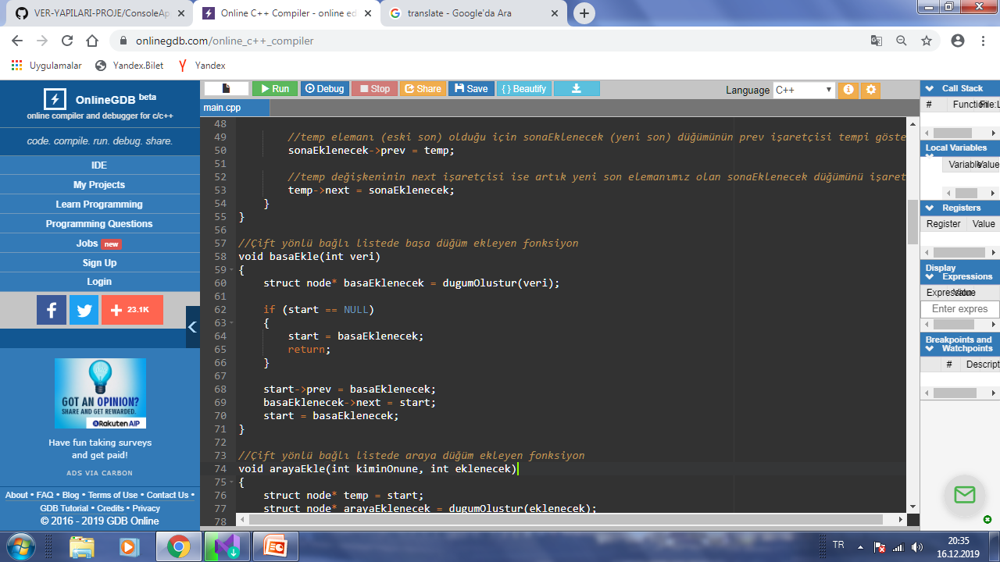 VER-YAPILARI-PROJE/ConsoleAp
Online C++ Compiler - online ed
translate - Google'da Ara
onlinegdb.com/online_c++_compiler
Uygulamalar
Yandex.Bilet
Yandex
OnlineGDB beta
online compiler and debugger for c/c++
code. compile. run. debug. share.
IDE
My Projects
Learn Programming
Programming Questions
Jobs new
Sign Up
Login
23.1K
GOT AN OPINION?
SHARE AND GET REWARDED.
Rakuten AIP
Have fun taking surveys
and get paid!
ADS VIA CARBON
About • FAQ • Blog • Terms of Use • Contact Us •
GDB Tutorial • Credits • Privacy
© 2016 - 2019 GDB Online
Run
Debug
Stop
Share
Save
{ } Beautify
Language C++
main.cpp
48
49 //temp elemanı (eski son) olduğu için sonaEklenecek (yeni son) düğümünün prev işaretçisi tempi göste
50 sonaEklenecek->prev = temp;
51
52 //temp değişkeninin next işaretçisi ise artık yeni son elemanımız olan sonaEklenecek düğümünü işaret
53 temp->next = sonaEklenecek;
54 }
55 }
56
57 //Çift yönlü bağlı listede başa düğüm ekleyen fonksiyon
58 void basaEkle(int veri)
59 {
60 struct node* basaEklenecek = dugumOlustur(veri);
61
62 if (start == NULL)
63 {
64 start = basaEklenecek;
65 return;
66 }
67
68 start->prev = basaEklenecek;
69 basaEklenecek->next = start;
70 start = basaEklenecek;
71 }
72
73 //Çift yönlü bağlı listede araya düğüm ekleyen fonksiyon
74 void arayaEkle(int kiminOnune, int eklenecek)
75 {
76 struct node* temp = start;
77 struct node* arayaEklenecek = dugumOlustur(eklenecek);
78
Call Stack
# Function File:L
Local Variables
Variable Value
Registers
Register Value
Display
Expressions
Expression Value
Enter expres
Breakpoints and
Watchpoints
# Descript
TR
20:35
16.12.2019